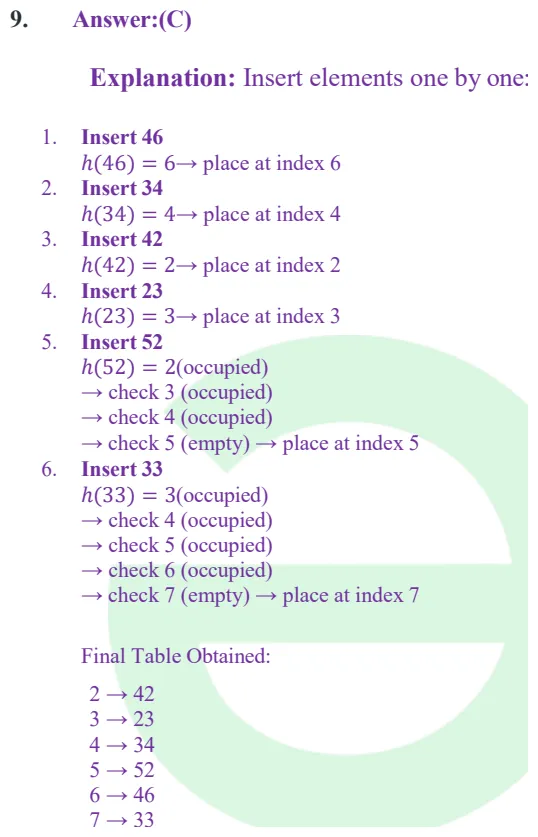 9. Answer:(C)
Explanation: Insert elements one by one:
1. Insert 46
h(46) = 6→ place at index 6
2. Insert 34
h(34) = 4→ place at index 4
3. Insert 42
h(42) = 2→ place at index 2
4. Insert 23
h(23) = 3→ place at index 3
5. Insert 52
h(52) = 2(occupied)
→ check 3 (occupied)
→ check 4 (occupied)
→ check 5 (empty) → place at index 5
6. Insert 33
h(33) = 3(occupied)
→ check 4 (occupied)
→ check 5 (occupied)
→ check 6 (occupied)
→ check 7 (empty) → place at index 7
Final Table Obtained:
2 → 42
3 → 23
4 → 34
5 → 52
6 → 46
7 → 33